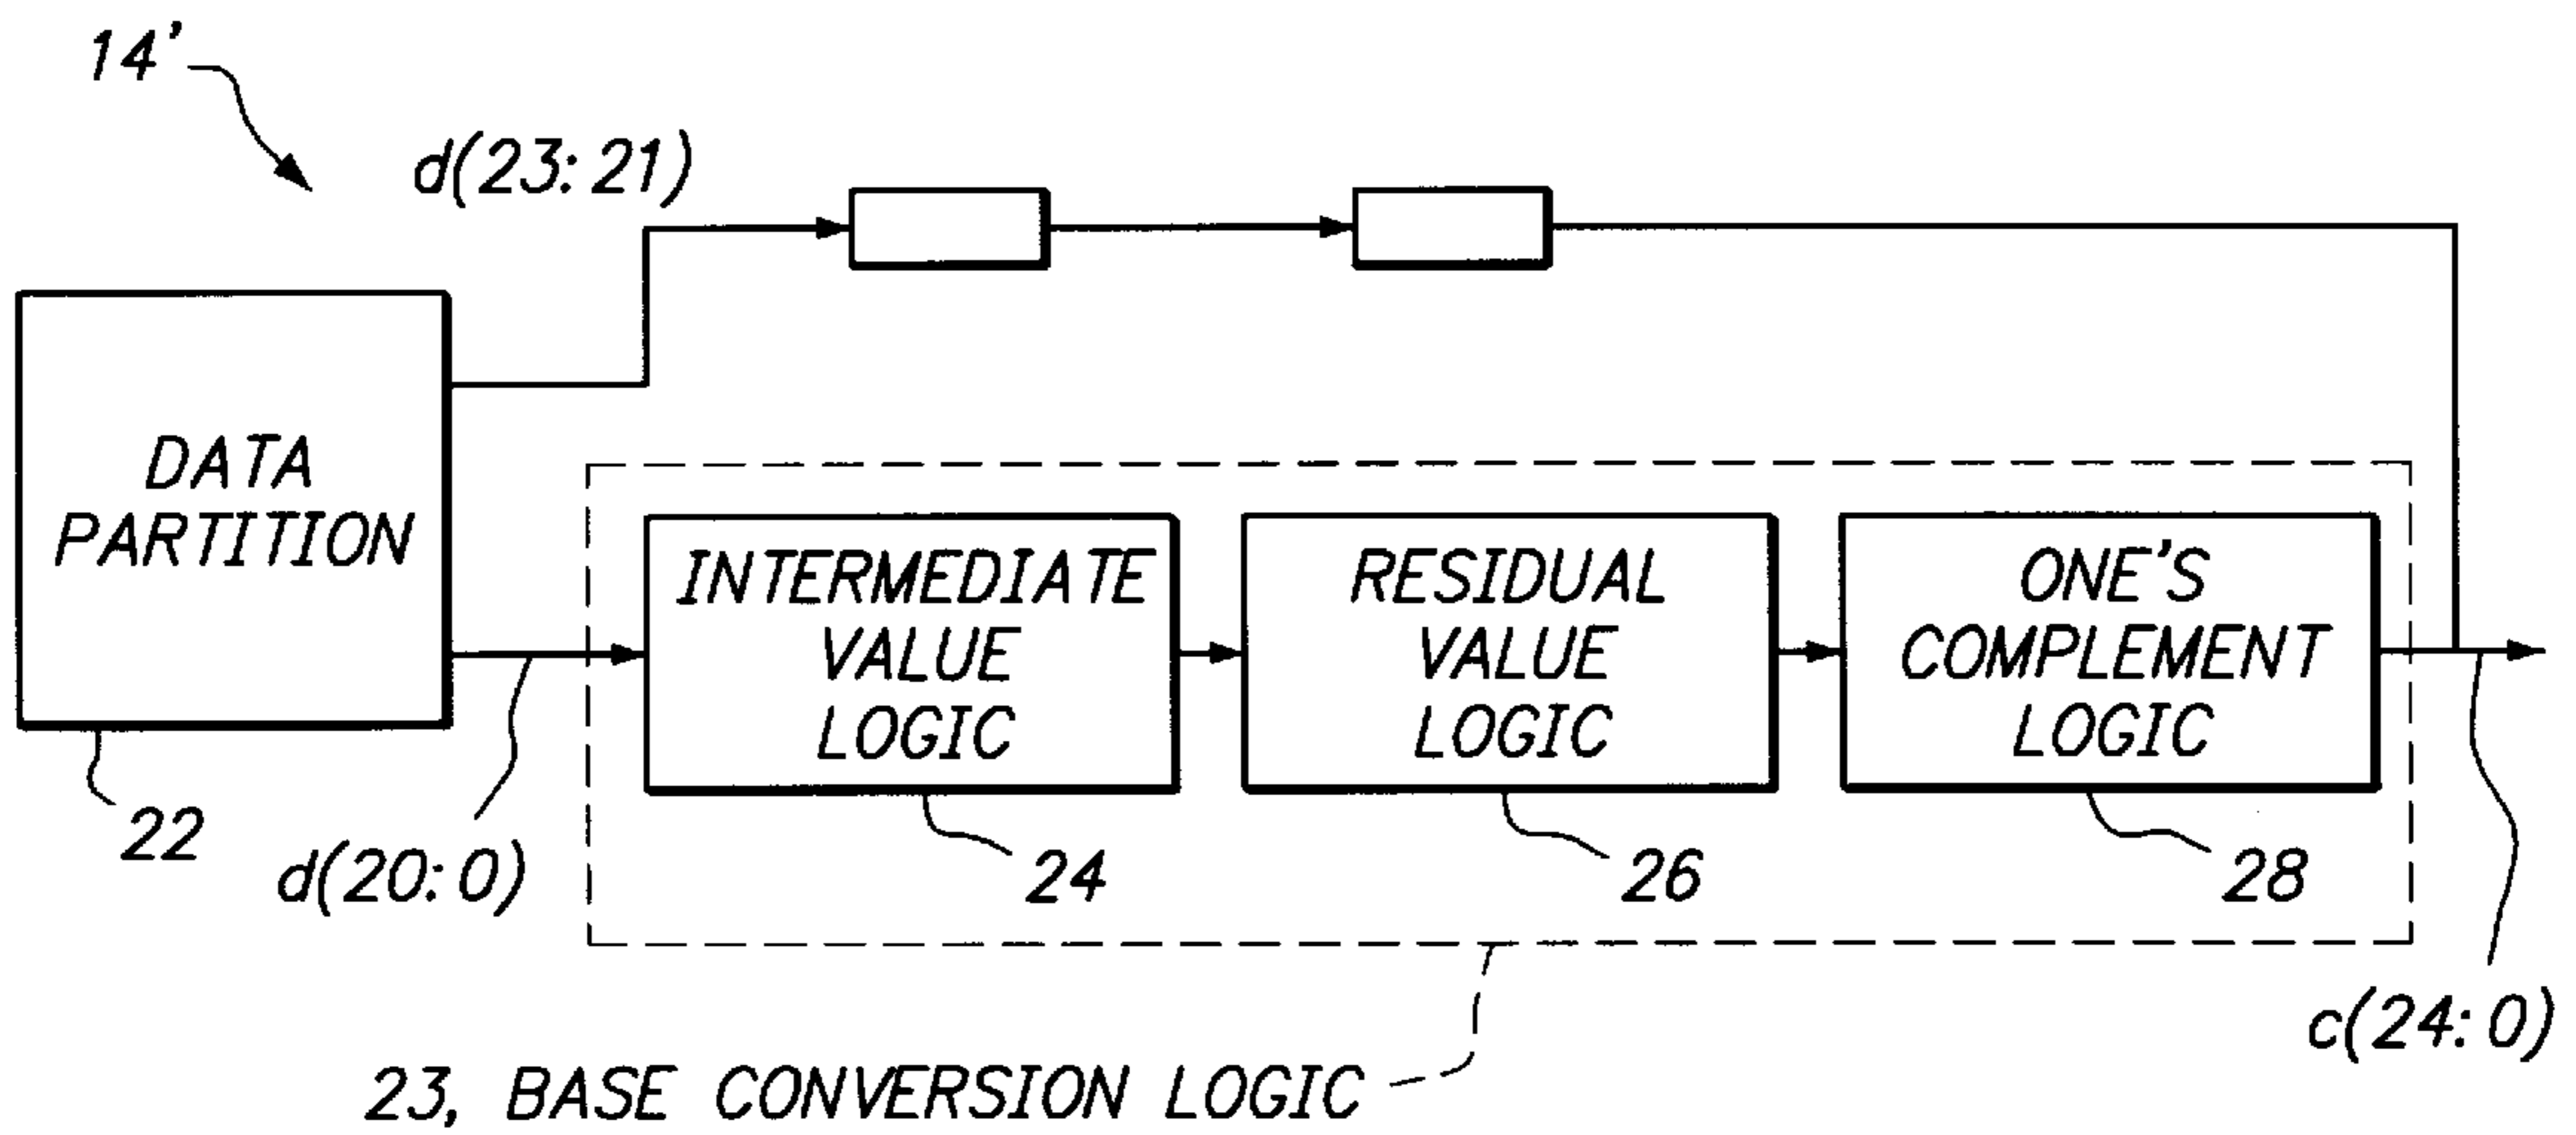 14'
d(23:21)
DATA
PARTITION
INTERMEDIATE
VALUE
LOGIC
RESIDUAL
VALUE
LOGIC
ONE'S
COMPLEMENT
LOGIC
22
d(20:0)
24
26
28
c(24:0)
23, BASE CONVERSION LOGIC